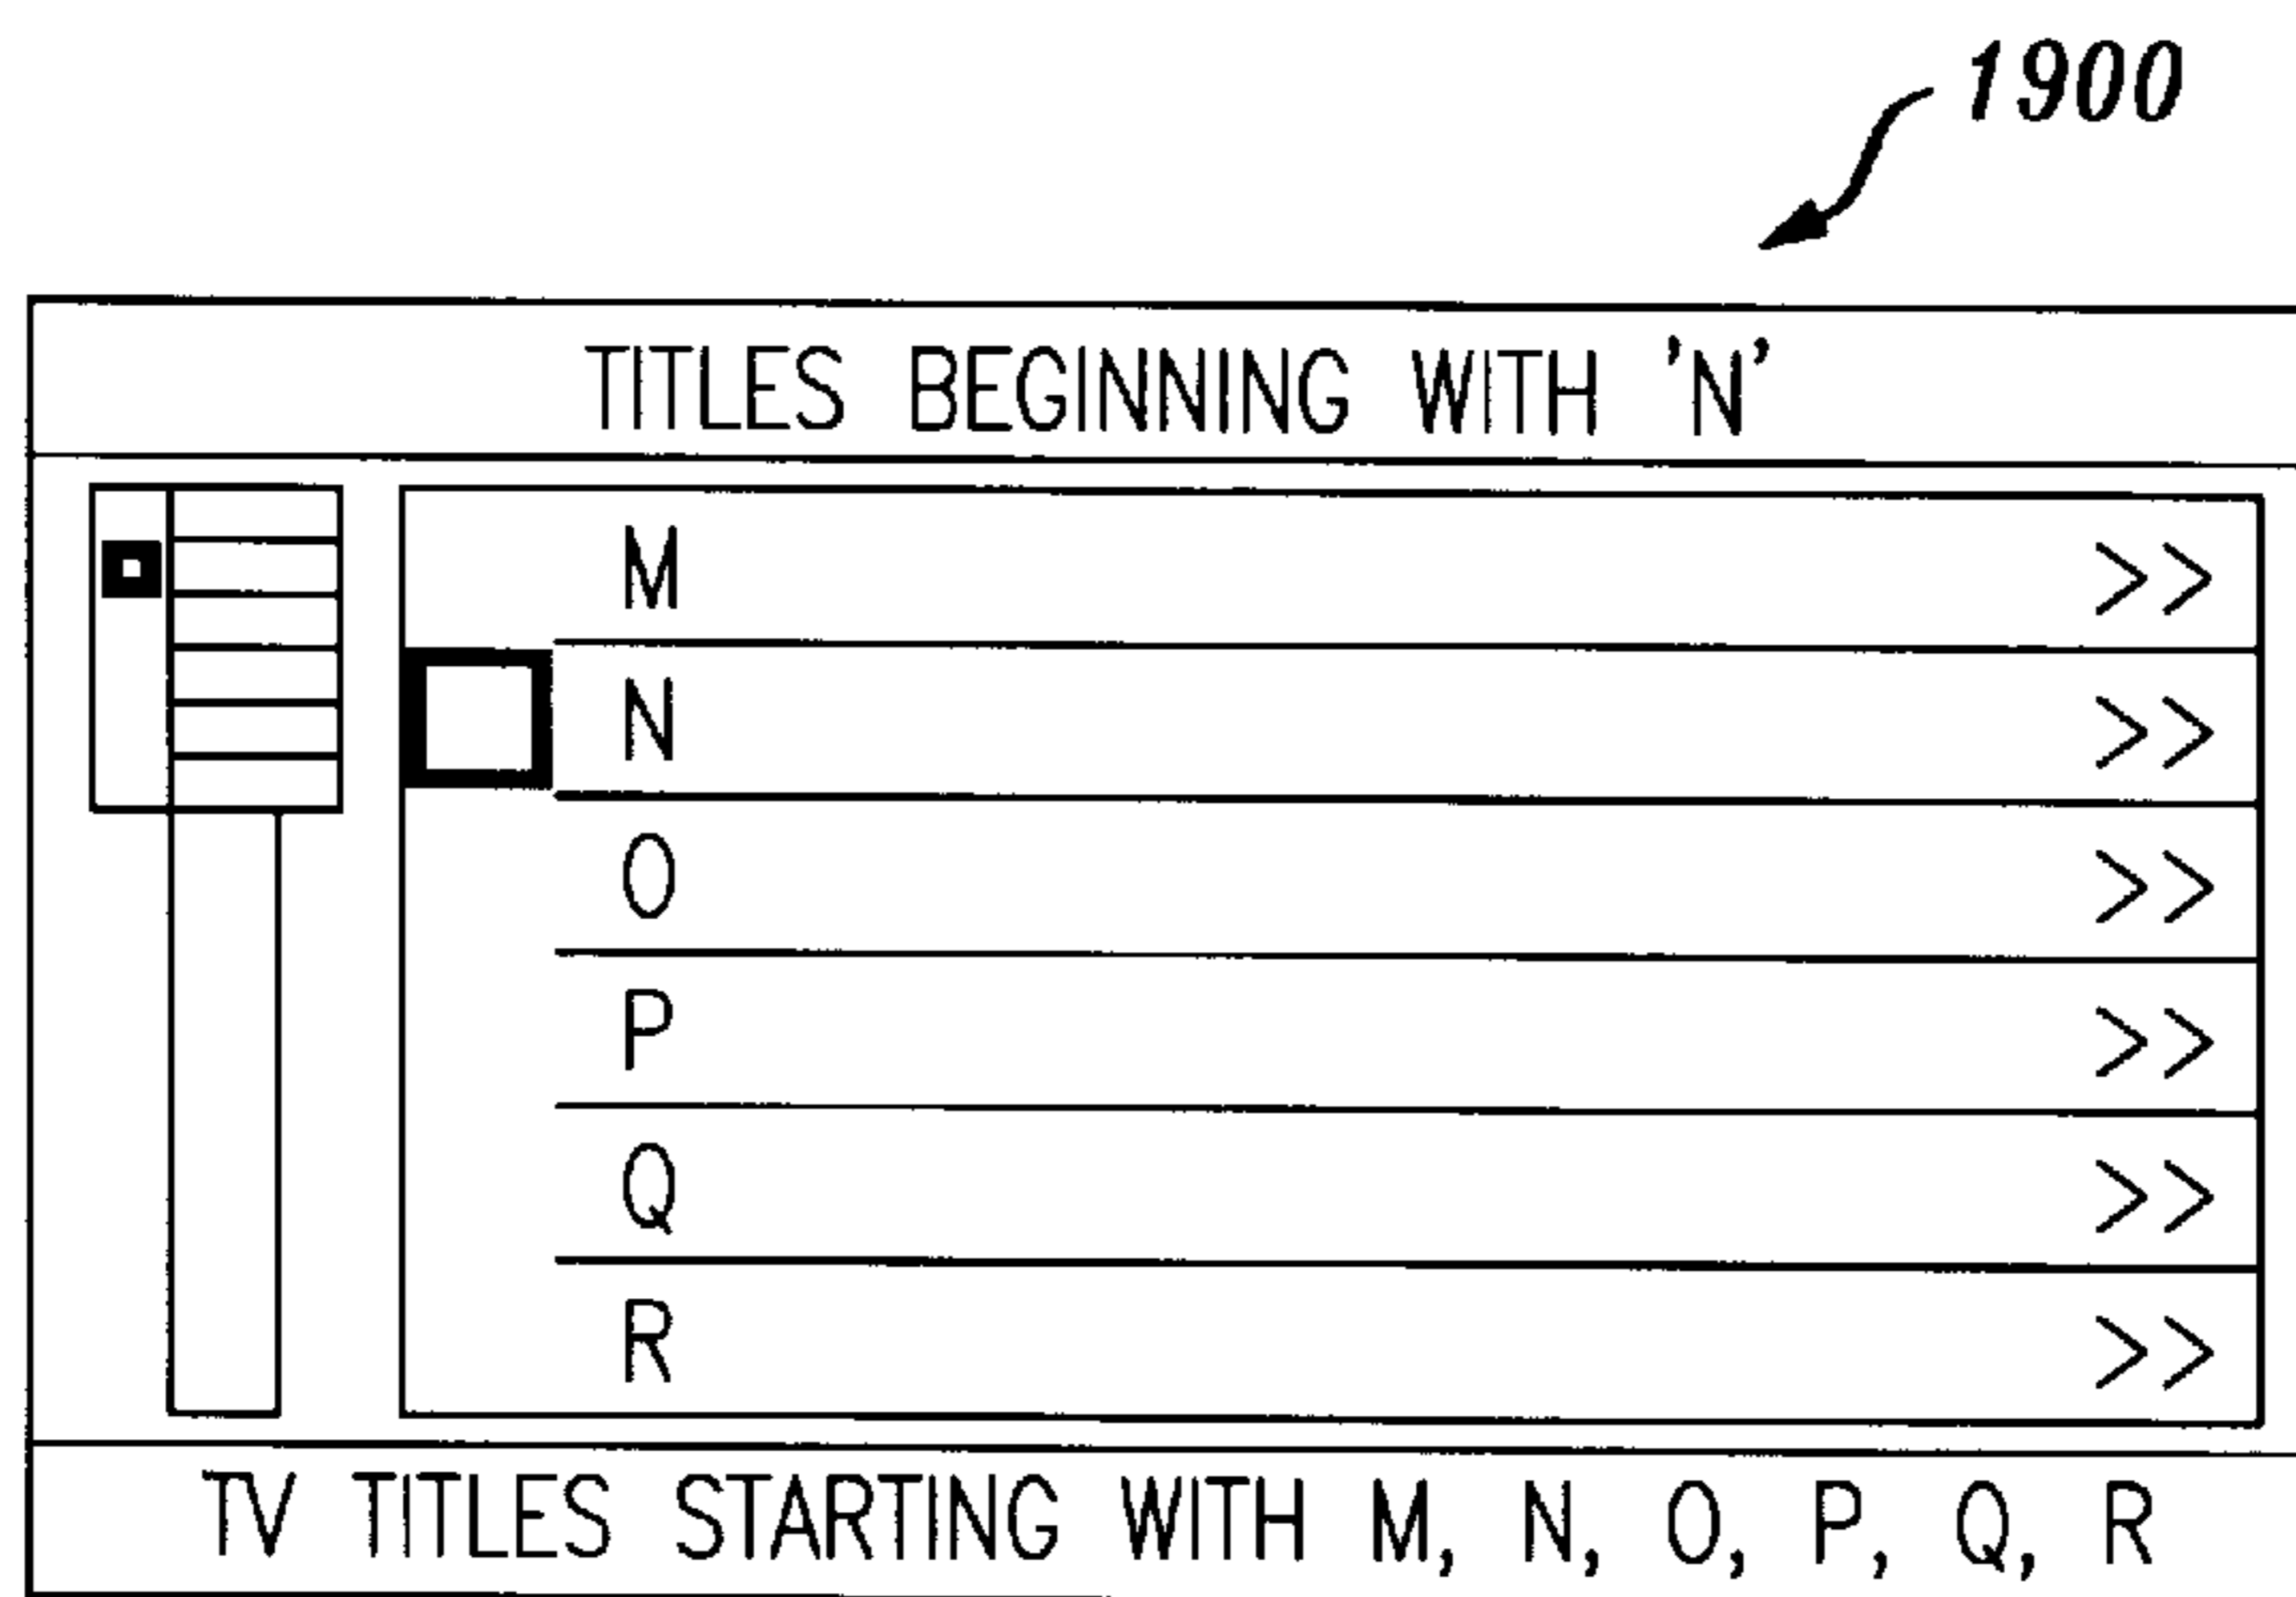 1900
TITLES BEGINNING WITH 'N'
M >>
N >>
O >>
P >>
Q >>
R >>
TV TITLES STARTING WITH M, N, O, P, Q, R